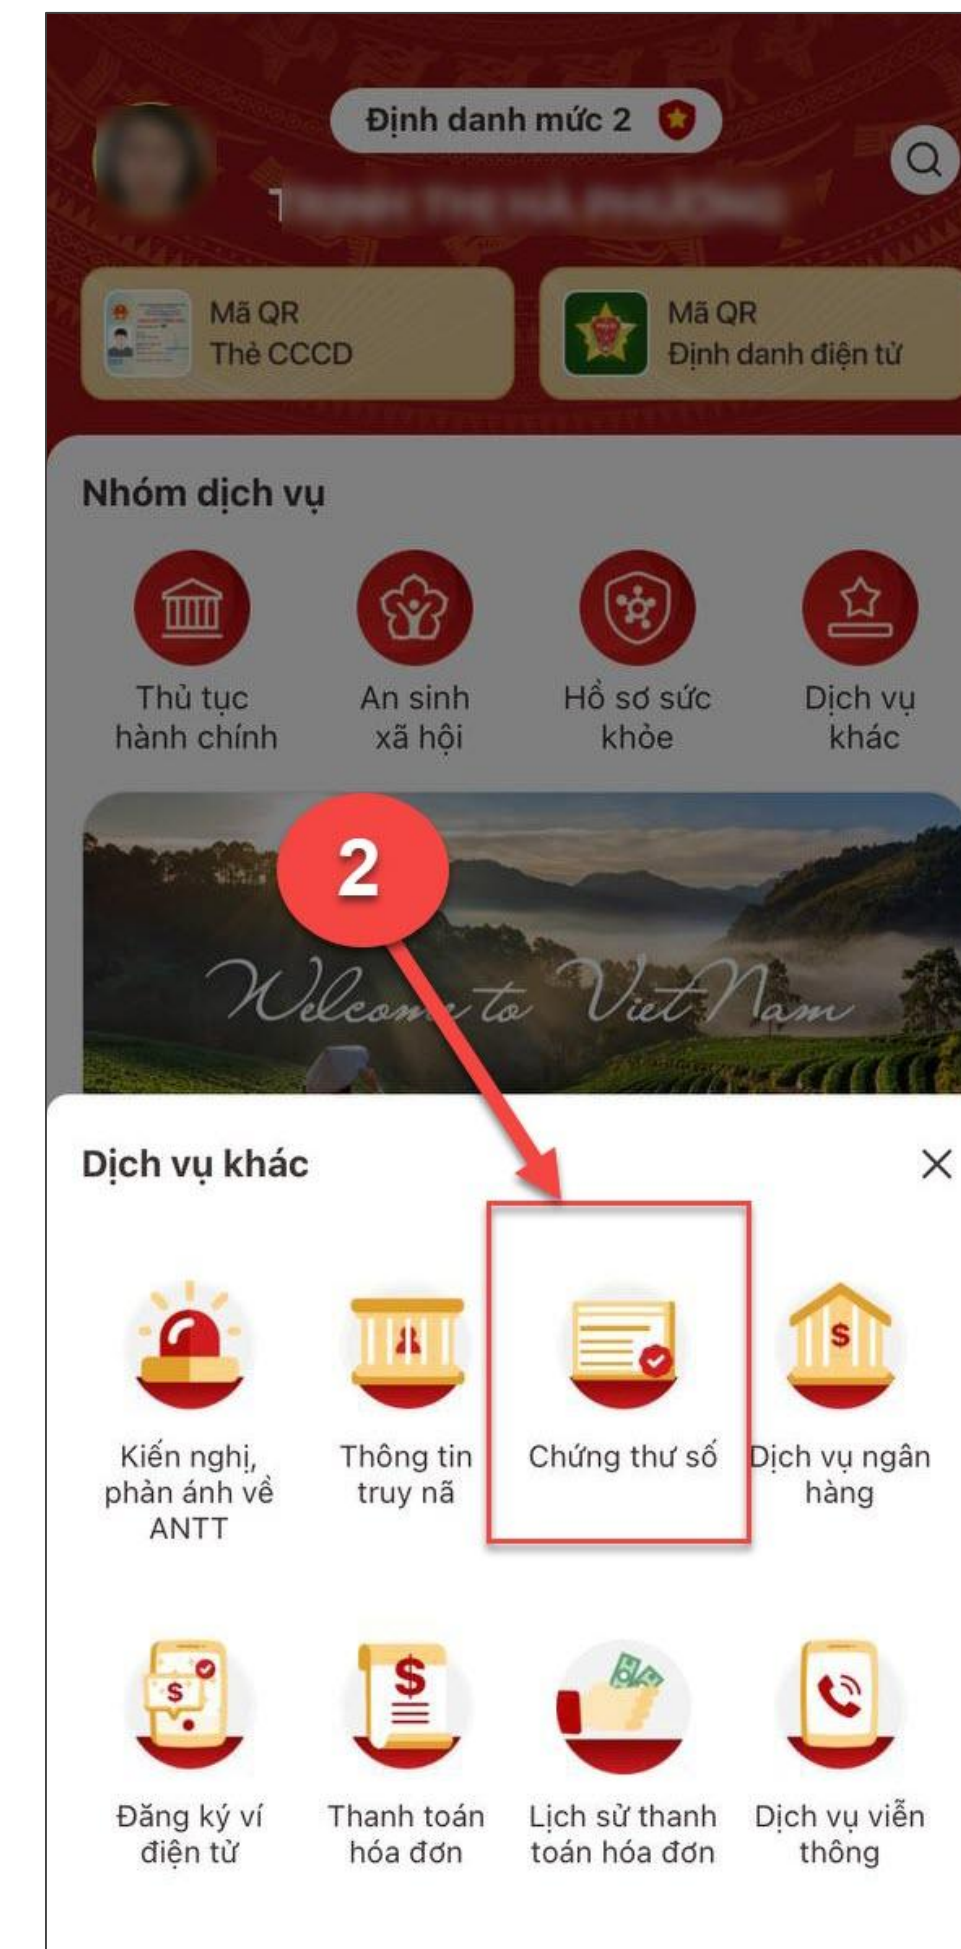 Định danh mức 2
Mã QR
Thẻ CCCD
Mã QR
Định danh điện tử
Nhóm dịch vụ
Thủ tục
hành chính
An sinh
xã hội
Hồ sơ sức
khỏe
Dịch vụ
khác
2
Welcome to VietNam
Dịch vụ khác
Kiến nghị,
phản ánh về
ANTT
Thông tin
truy nã
Chứng thư số
Dịch vụ ngân
hàng
Đăng ký ví
điện tử
Thanh toán
hóa đơn
Lịch sử thanh
toán hóa đơn
Dịch vụ viễn
thông